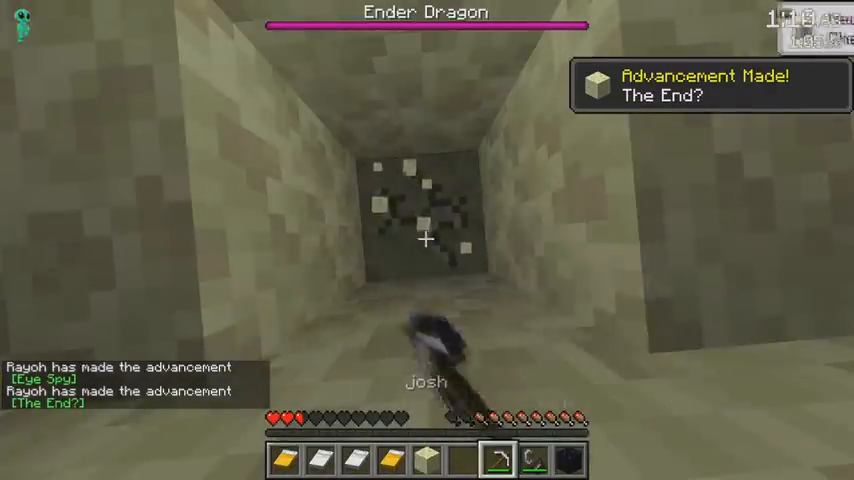 Ender Dragon
Advancement Made!
The End?
Rayoh has made the advancement
[Eye Spy]
Rayoh has made the advancement
[The End?]
josh